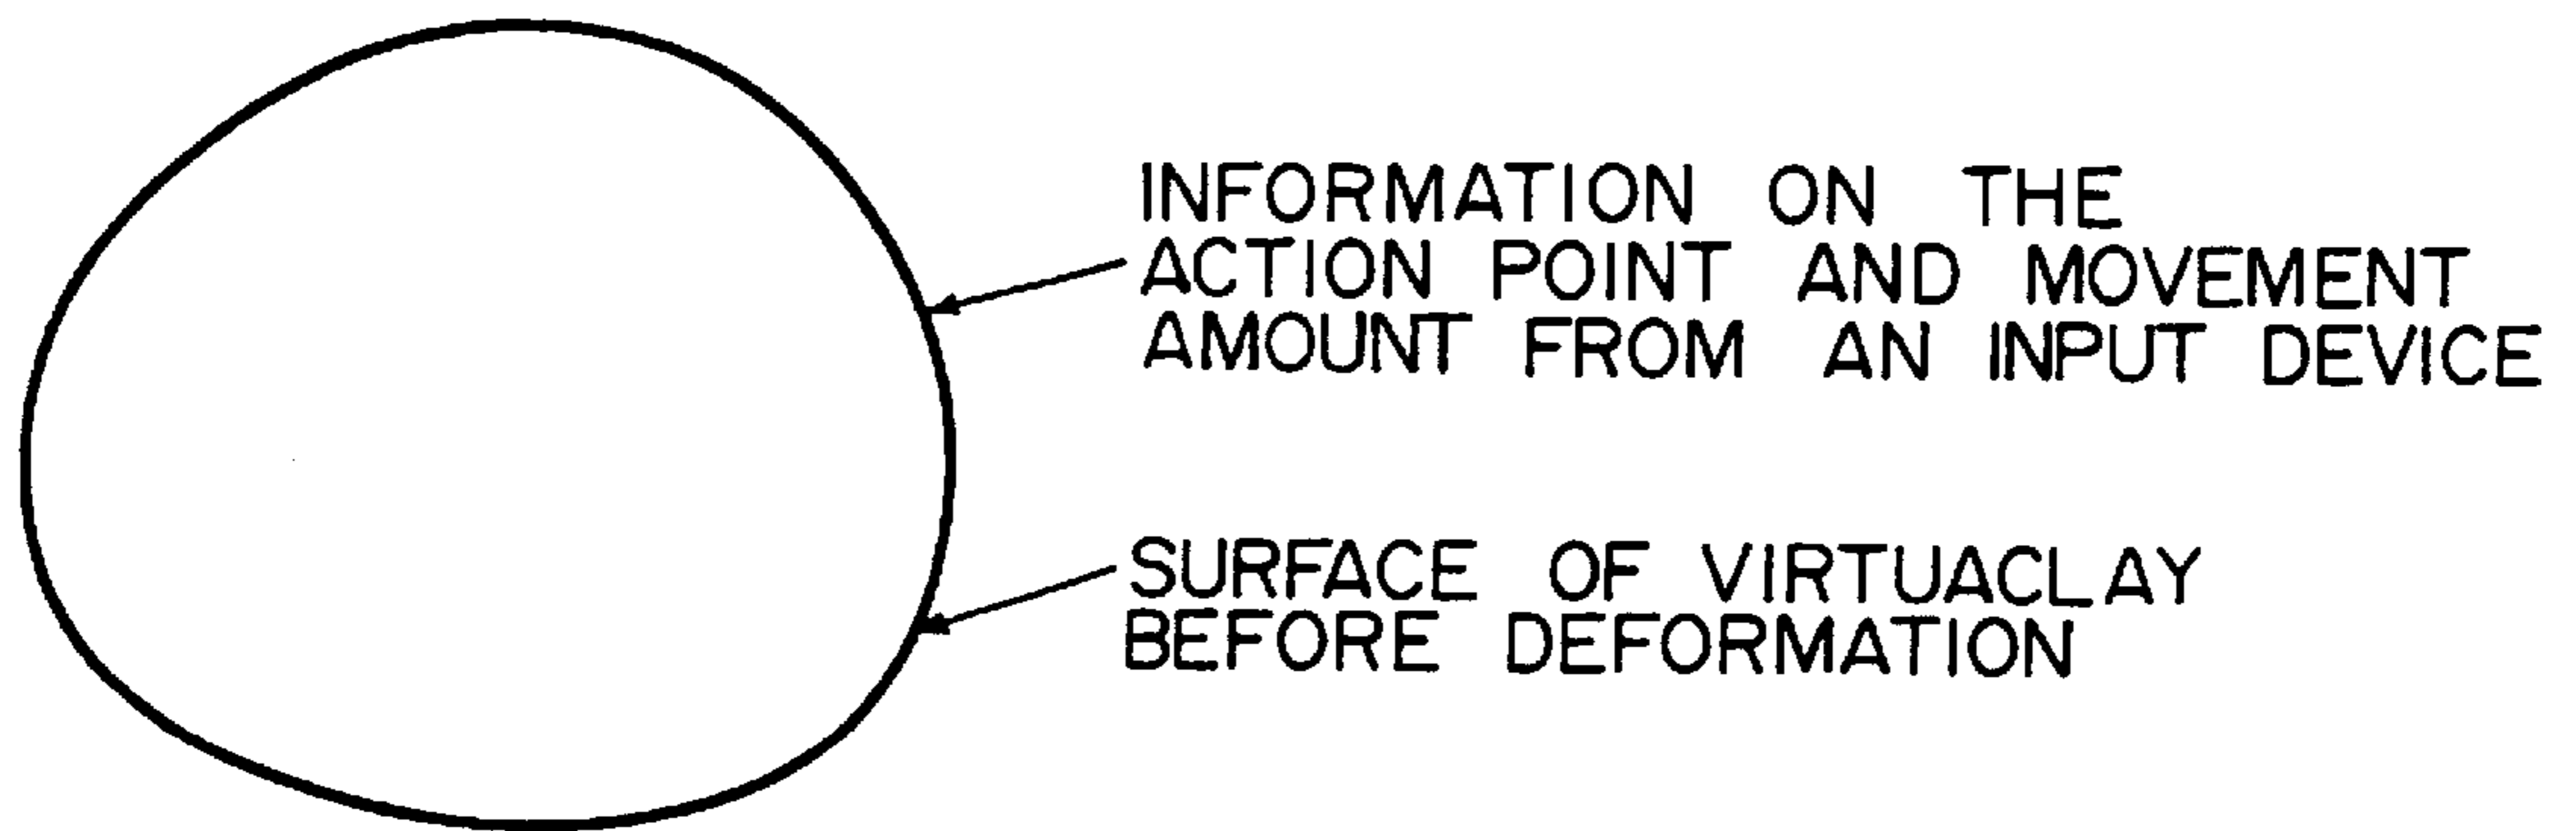 INFORMATION ON THE
ACTION POINT AND MOVEMENT
AMOUNT FROM AN INPUT DEVICE
SURFACE OF VIRTUACLAY
BEFORE DEFORMATION